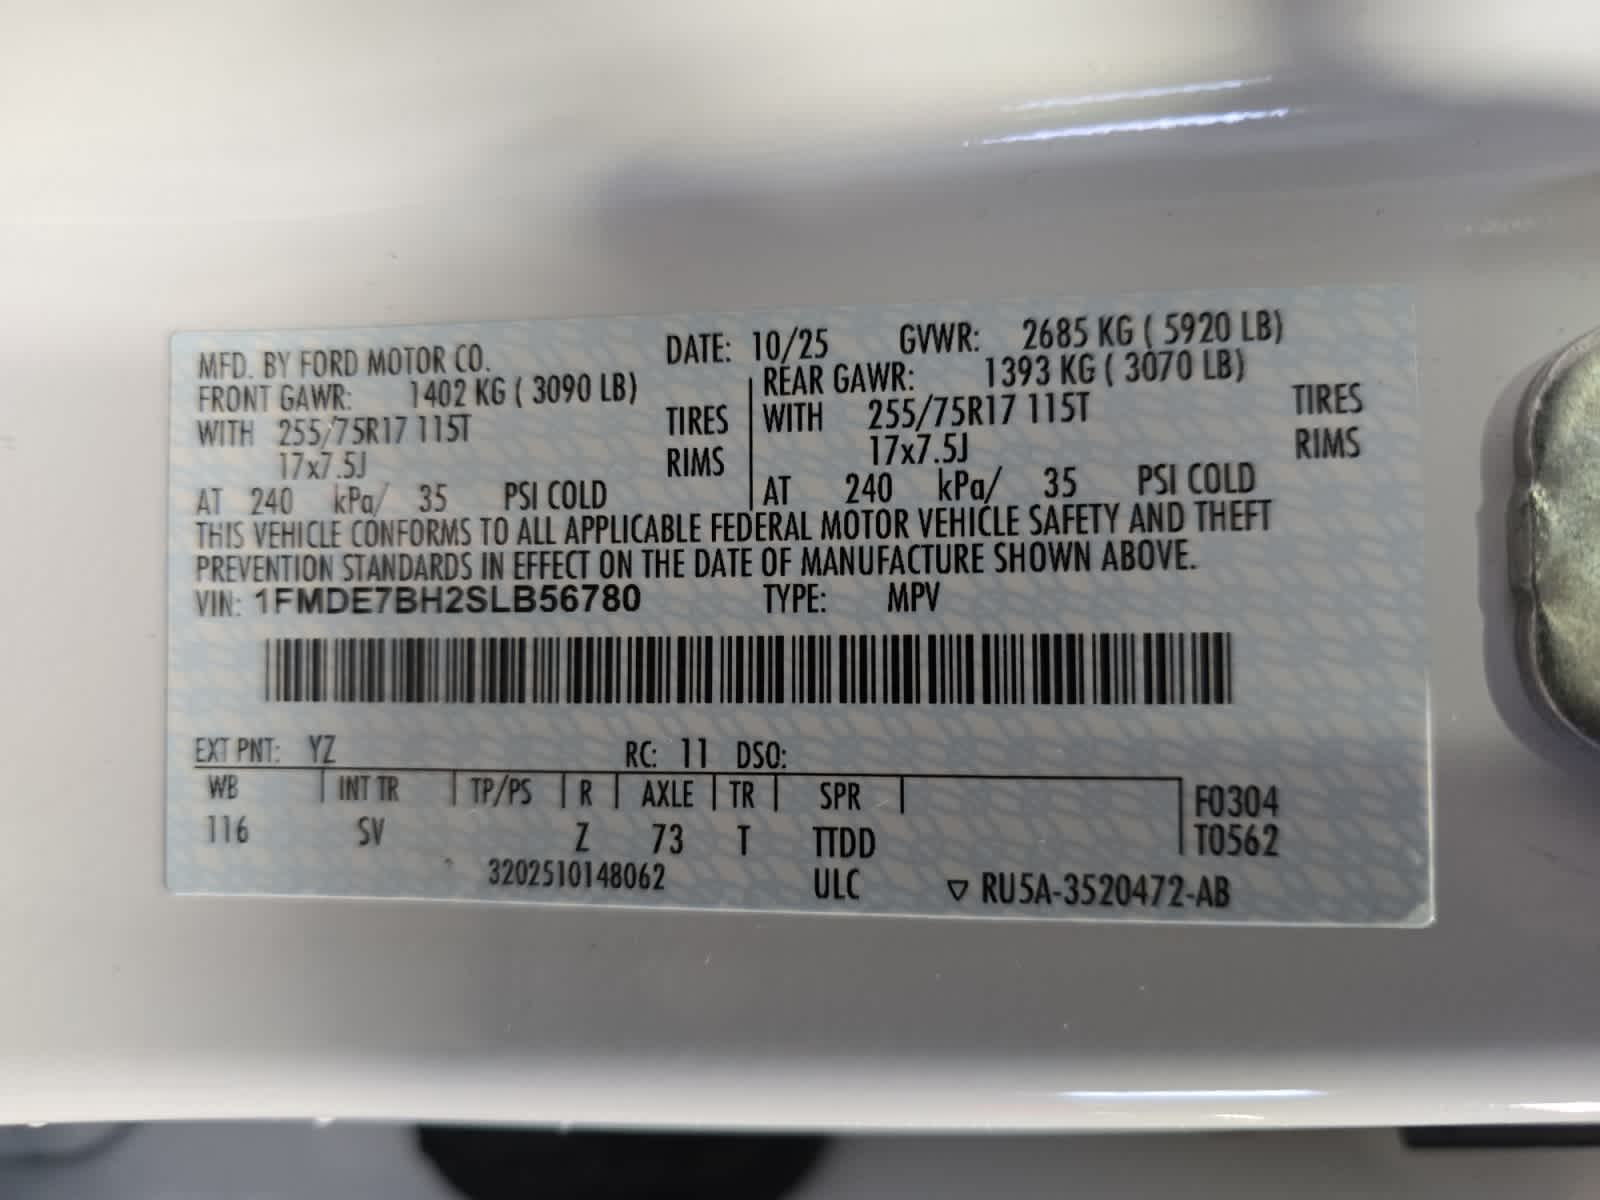 MFD. BY FORD MOTOR CO. DATE: 10/25 GVWR: 2685 KG ( 5920 LB)
FRONT GAWR: 1402 KG ( 3090 LB) REAR GAWR: 1393 KG ( 3070 LB)
WITH 255/75R17 115T TIRES WITH 255/75R17 115T TIRES
17x7.5J RIMS 17x7.5J RIMS
AT 240 kPa/ 35 PSI COLD AT 240 kPa/ 35 PSI COLD
THIS VEHICLE CONFORMS TO ALL APPLICABLE FEDERAL MOTOR VEHICLE SAFETY AND THEFT
PREVENTION STANDARDS IN EFFECT ON THE DATE OF MANUFACTURE SHOWN ABOVE.
VIN: 1FMDE7BH2SLB56780 TYPE: MPV
EXT PNT: YZ RC: 11 DSO:
WB INT TR TP/PS R AXLE TR SPR F0304
116 SV Z 73 T TTDD T0562
3202510148062 ULC ▽ RU5A-3520472-AB